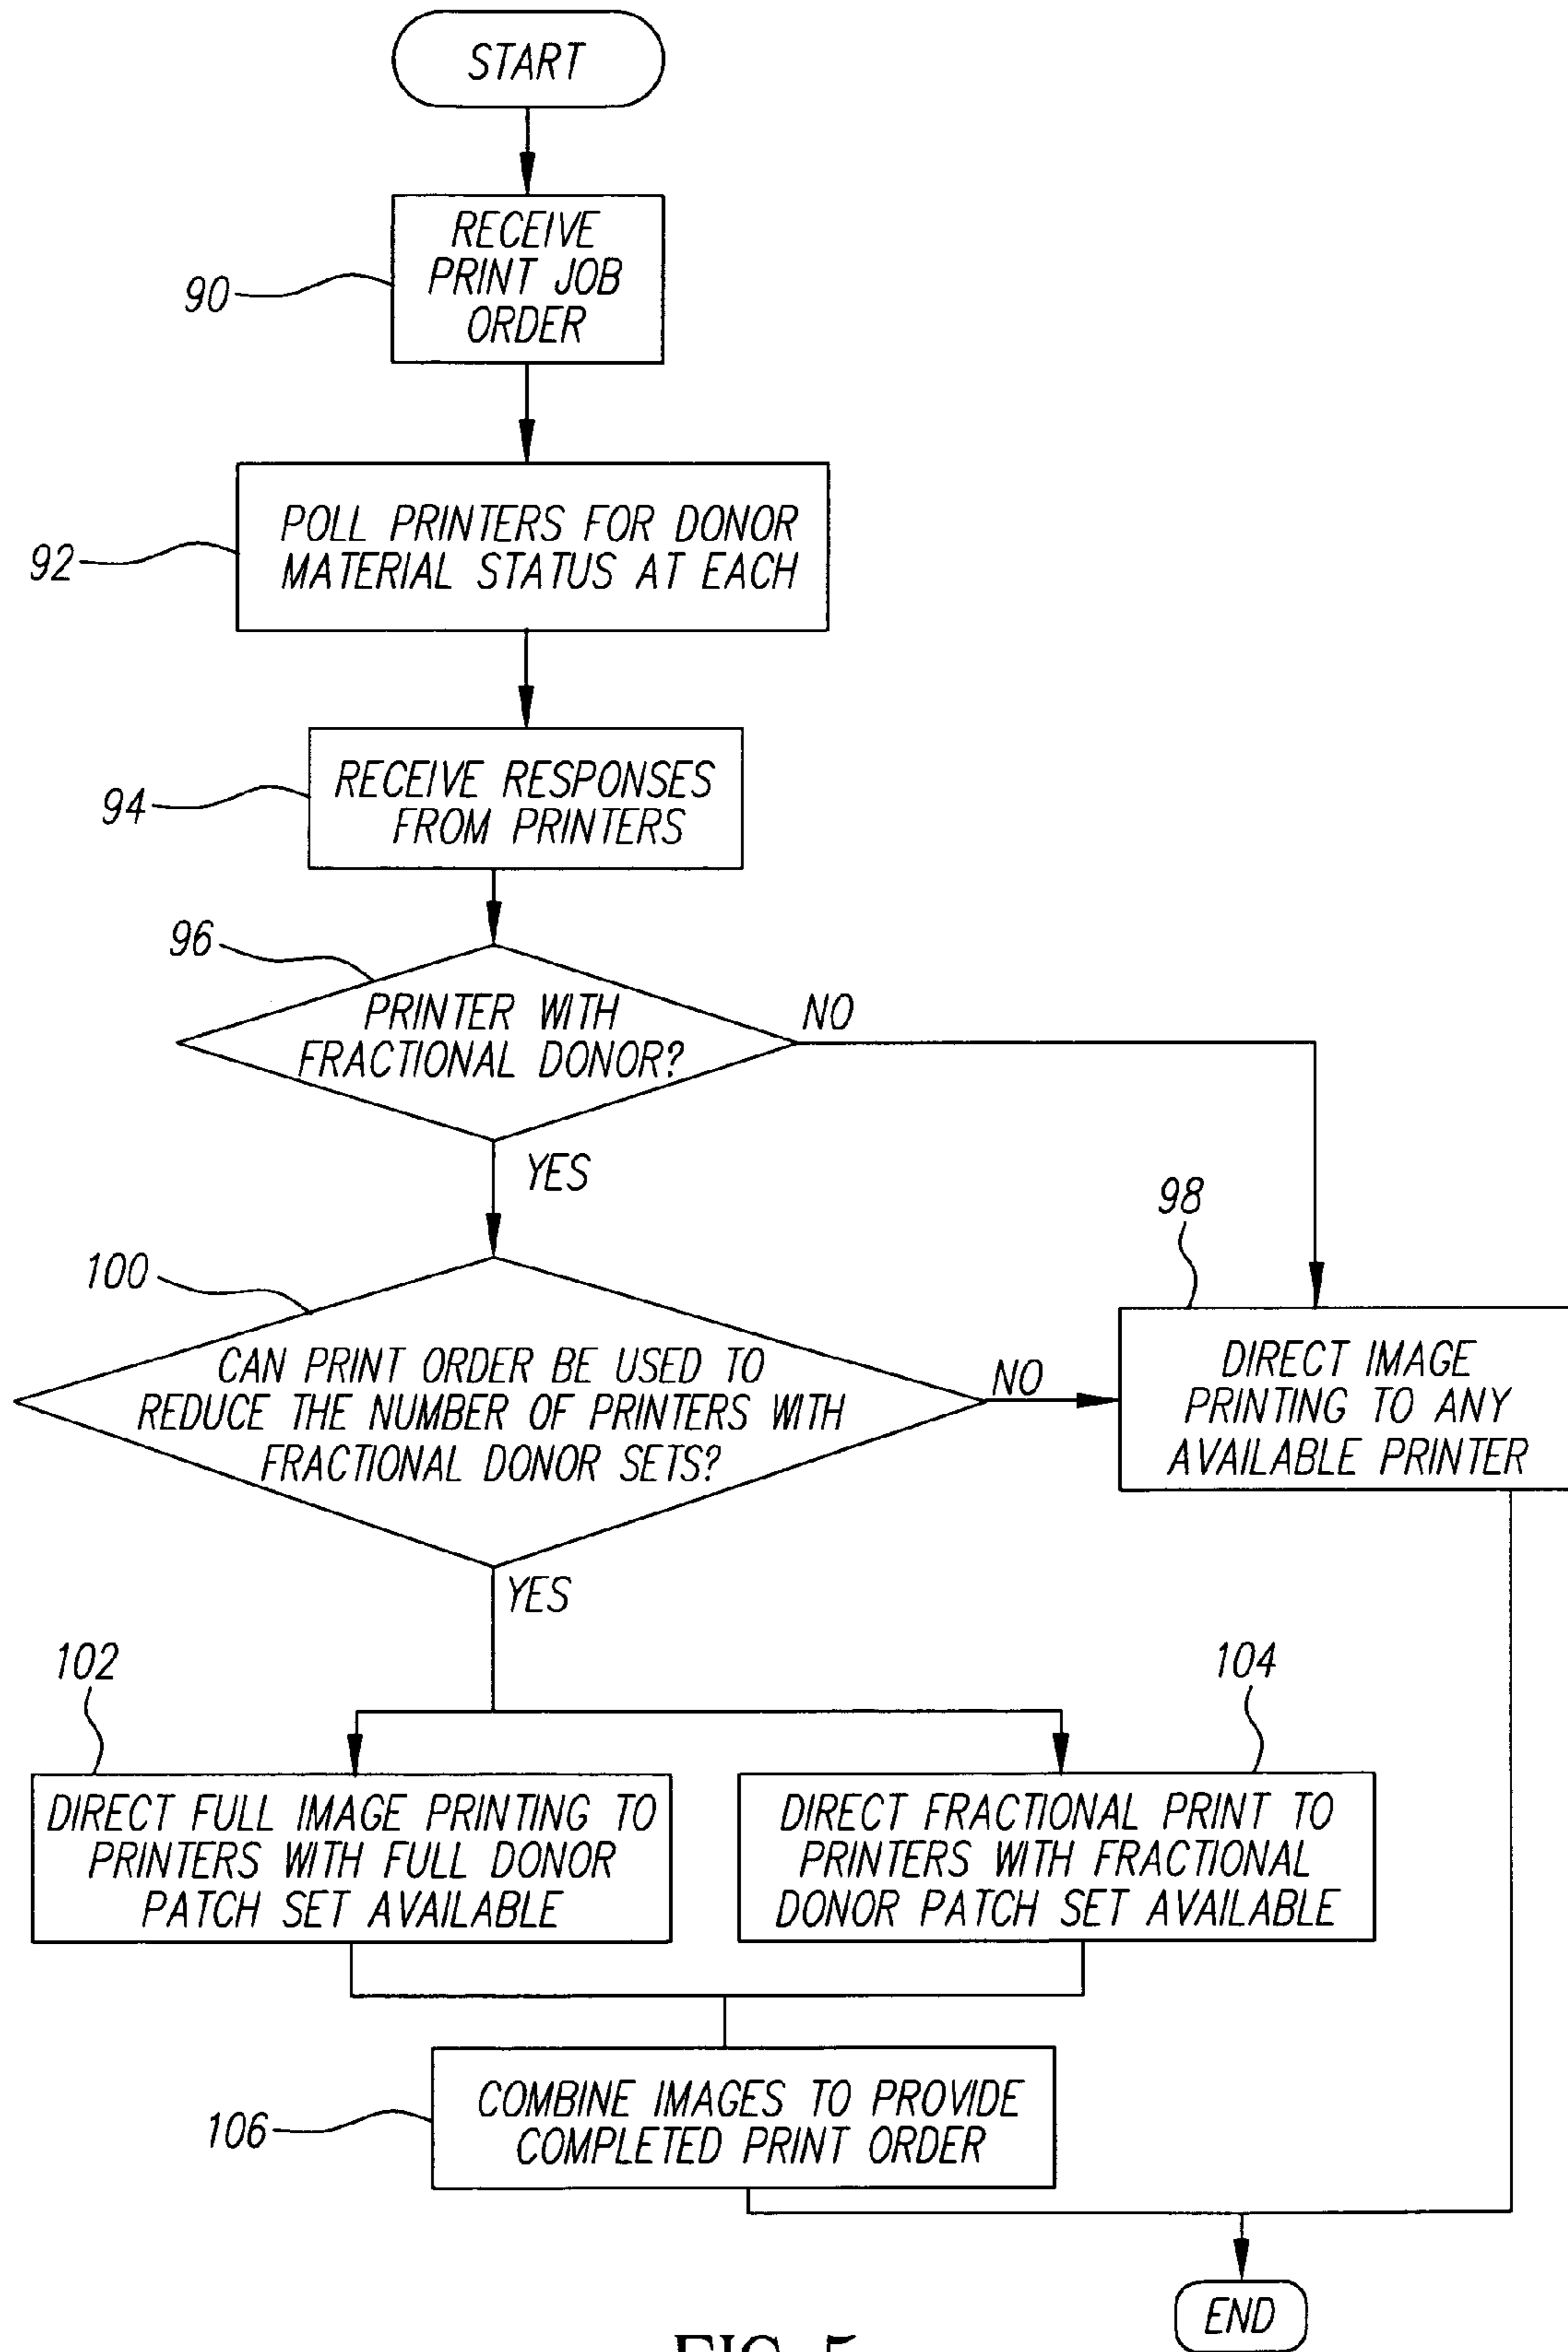 START
RECEIVE
PRINT JOB
ORDER
90
POLL PRINTERS FOR DONOR
MATERIAL STATUS AT EACH
92
RECEIVE RESPONSES
FROM PRINTERS
94
96
PRINTER WITH
FRACTIONAL DONOR?
NO
YES
98
100
CAN PRINT ORDER BE USED TO
REDUCE THE NUMBER OF PRINTERS WITH
FRACTIONAL DONOR SETS?
NO
DIRECT IMAGE
PRINTING TO ANY
AVAILABLE PRINTER
YES
102
104
DIRECT FULL IMAGE PRINTING TO
PRINTERS WITH FULL DONOR
PATCH SET AVAILABLE
DIRECT FRACTIONAL PRINT TO
PRINTERS WITH FRACTIONAL
DONOR PATCH SET AVAILABLE
COMBINE IMAGES TO PROVIDE
COMPLETED PRINT ORDER
106
END
FIG. 5